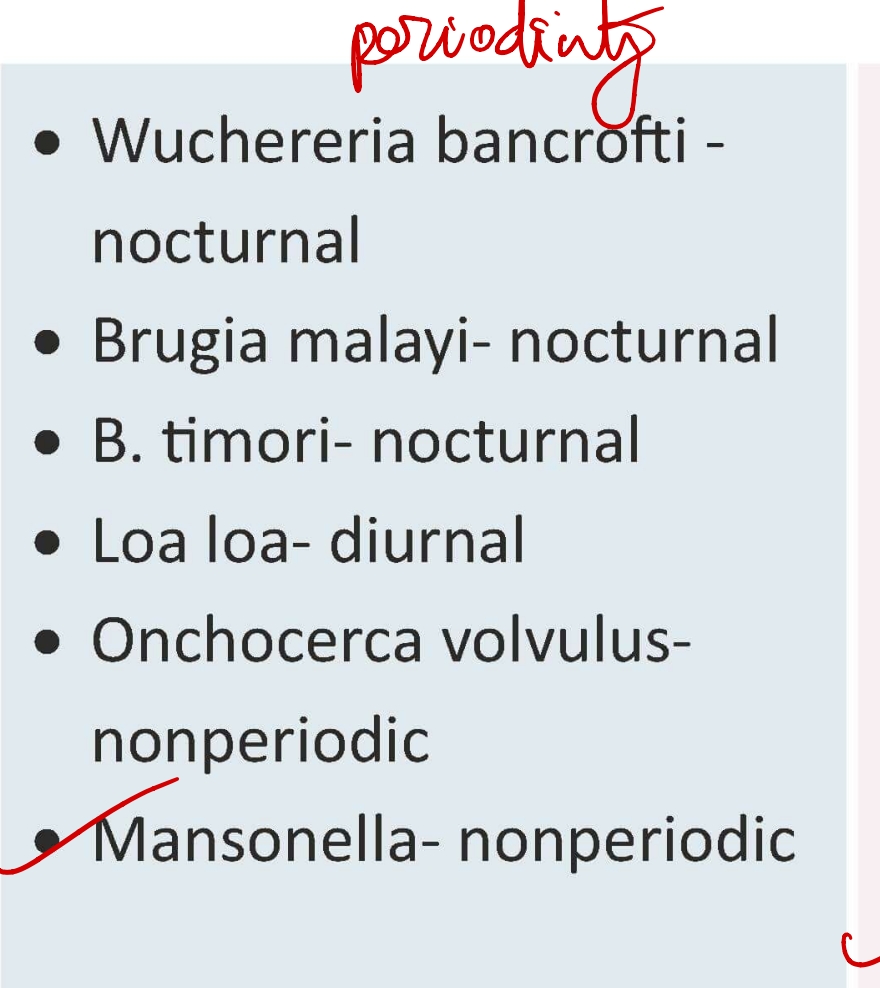 periodicity
• Wuchereria bancrofti -
nocturnal
• Brugia malayi- nocturnal
• B. timori- nocturnal
• Loa loa- diurnal
• Onchocerca volvulus-
nonperiodic
• Mansonella- nonperiodic